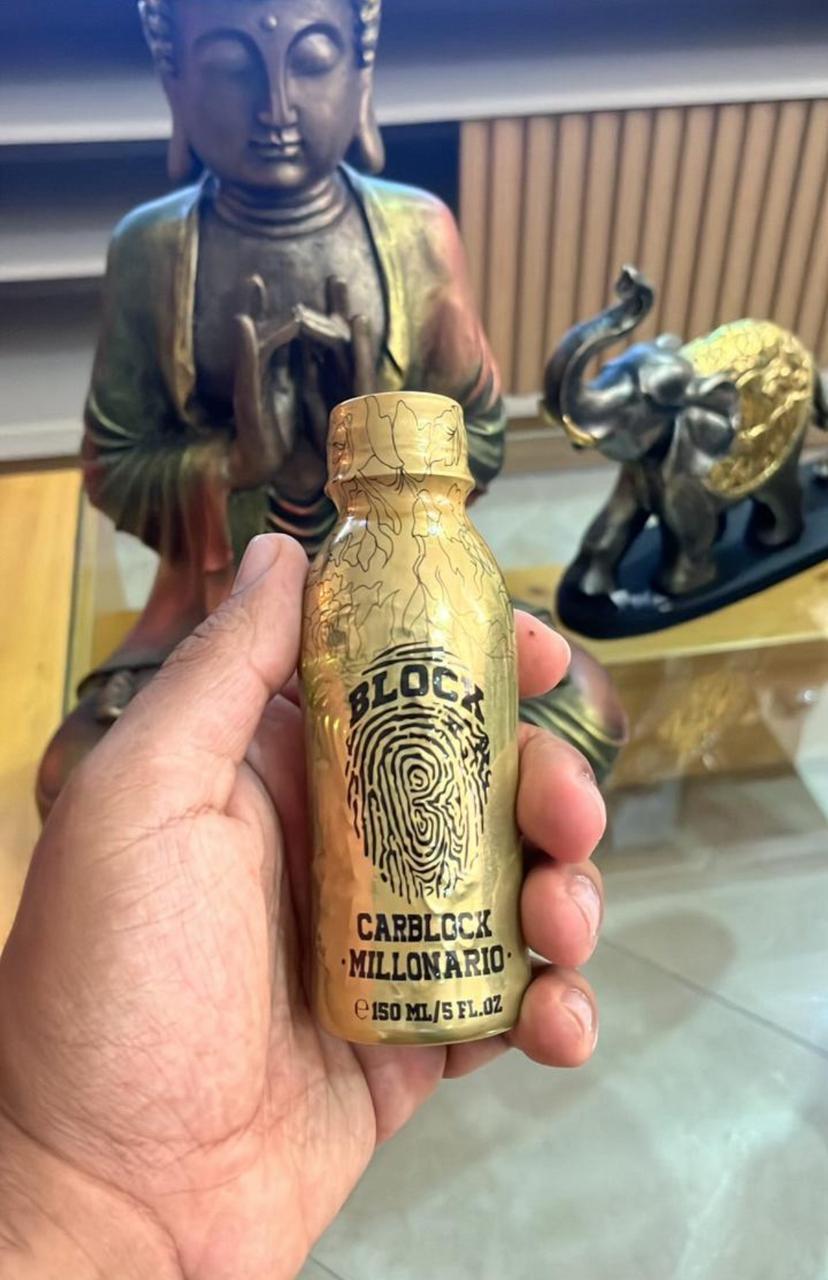 BLOCK
CARBLOCK
·MILLONARIO·
℮150 ML/5 FL.OZ